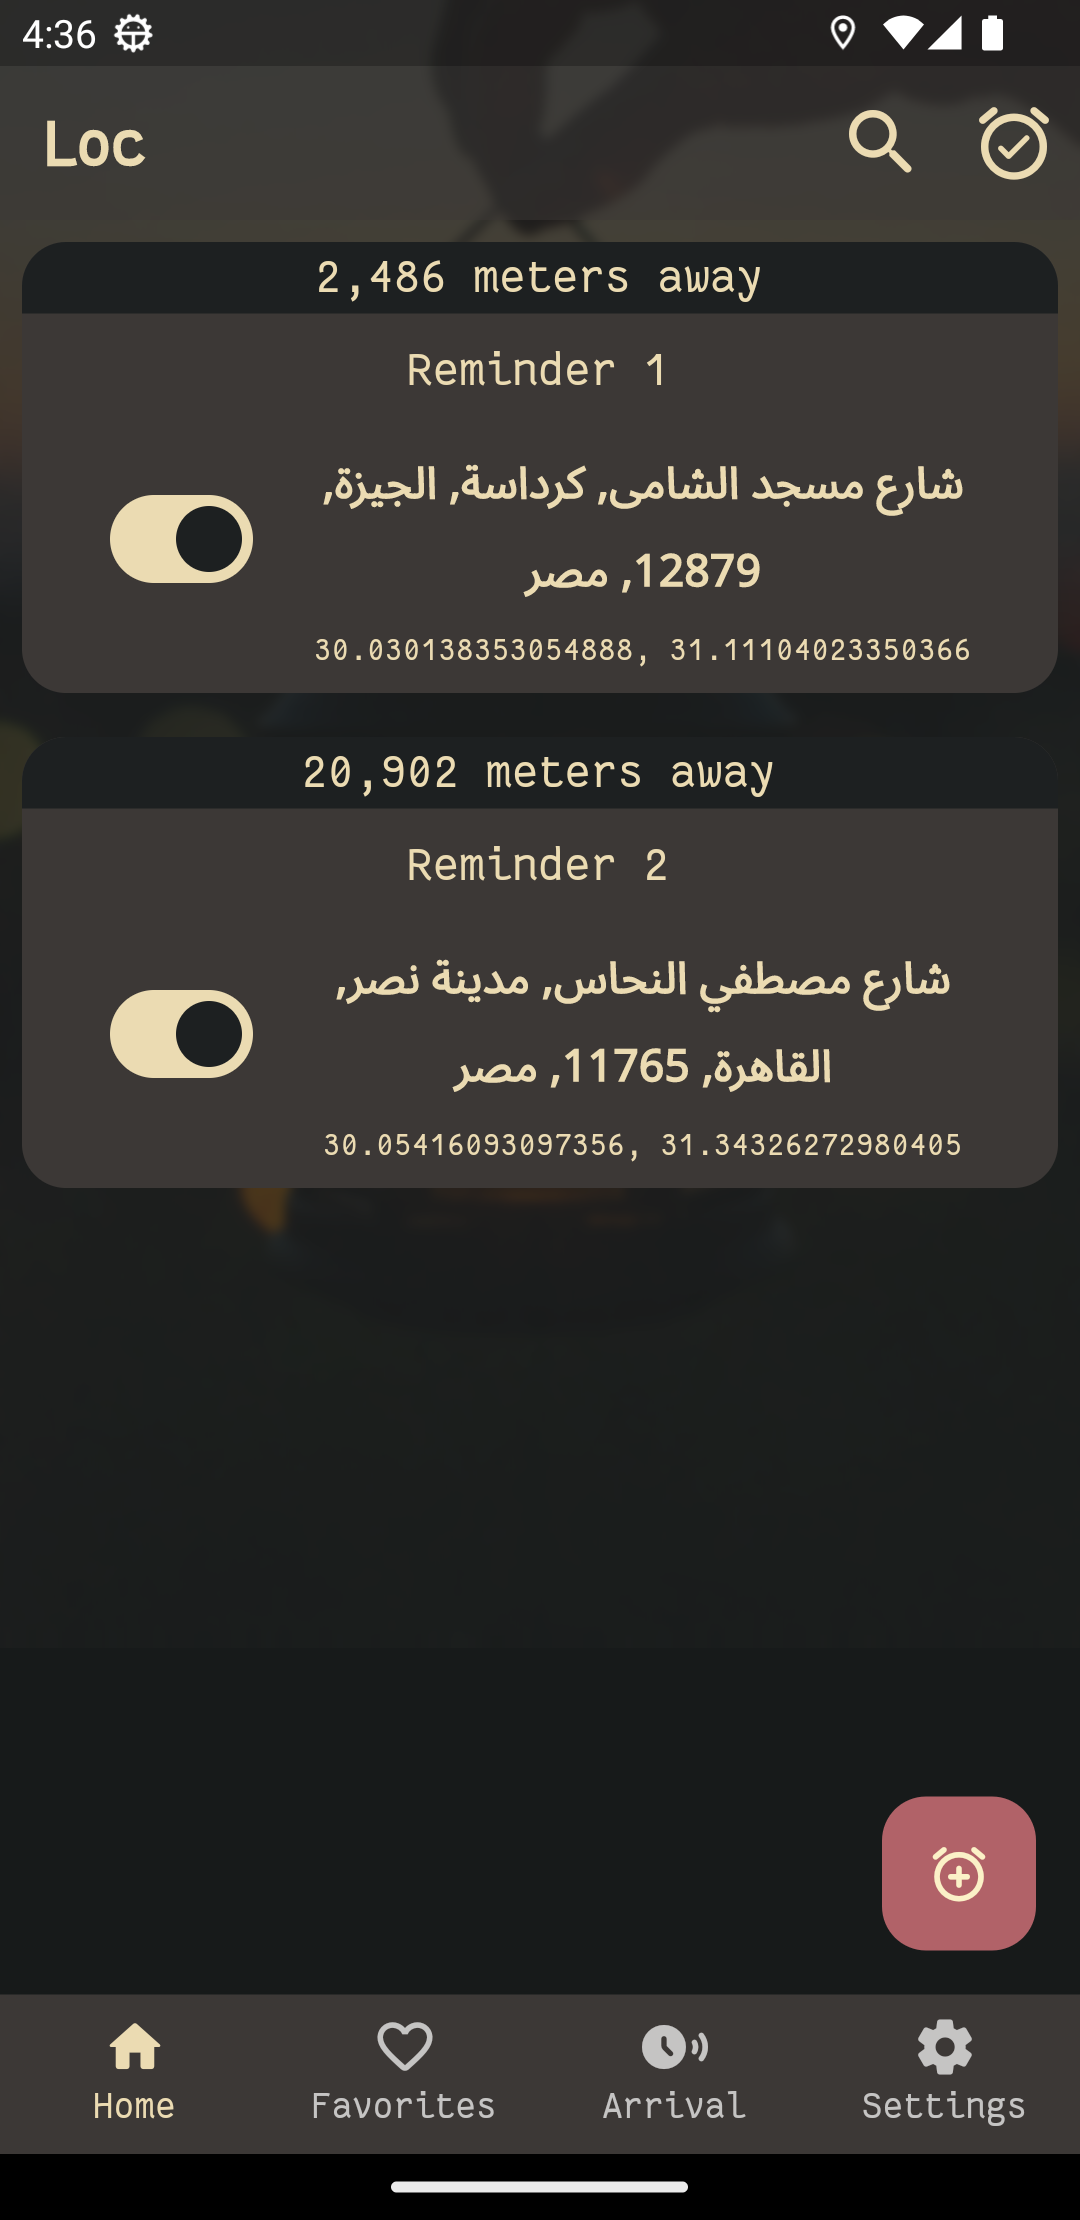 4:36
Loc
2,486 meters away
Reminder 1
شارع مسجد الشامى, كرداسة, الجيزة,
12879, مصر
30.030138353054888, 31.11104023350366
20,902 meters away
Reminder 2
شارع مصطفي النحاس, مدينة نصر,
القاهرة, 11765, مصر
30.05416093097356, 31.34326272980405
Home
Favorites
Arrival
Settings